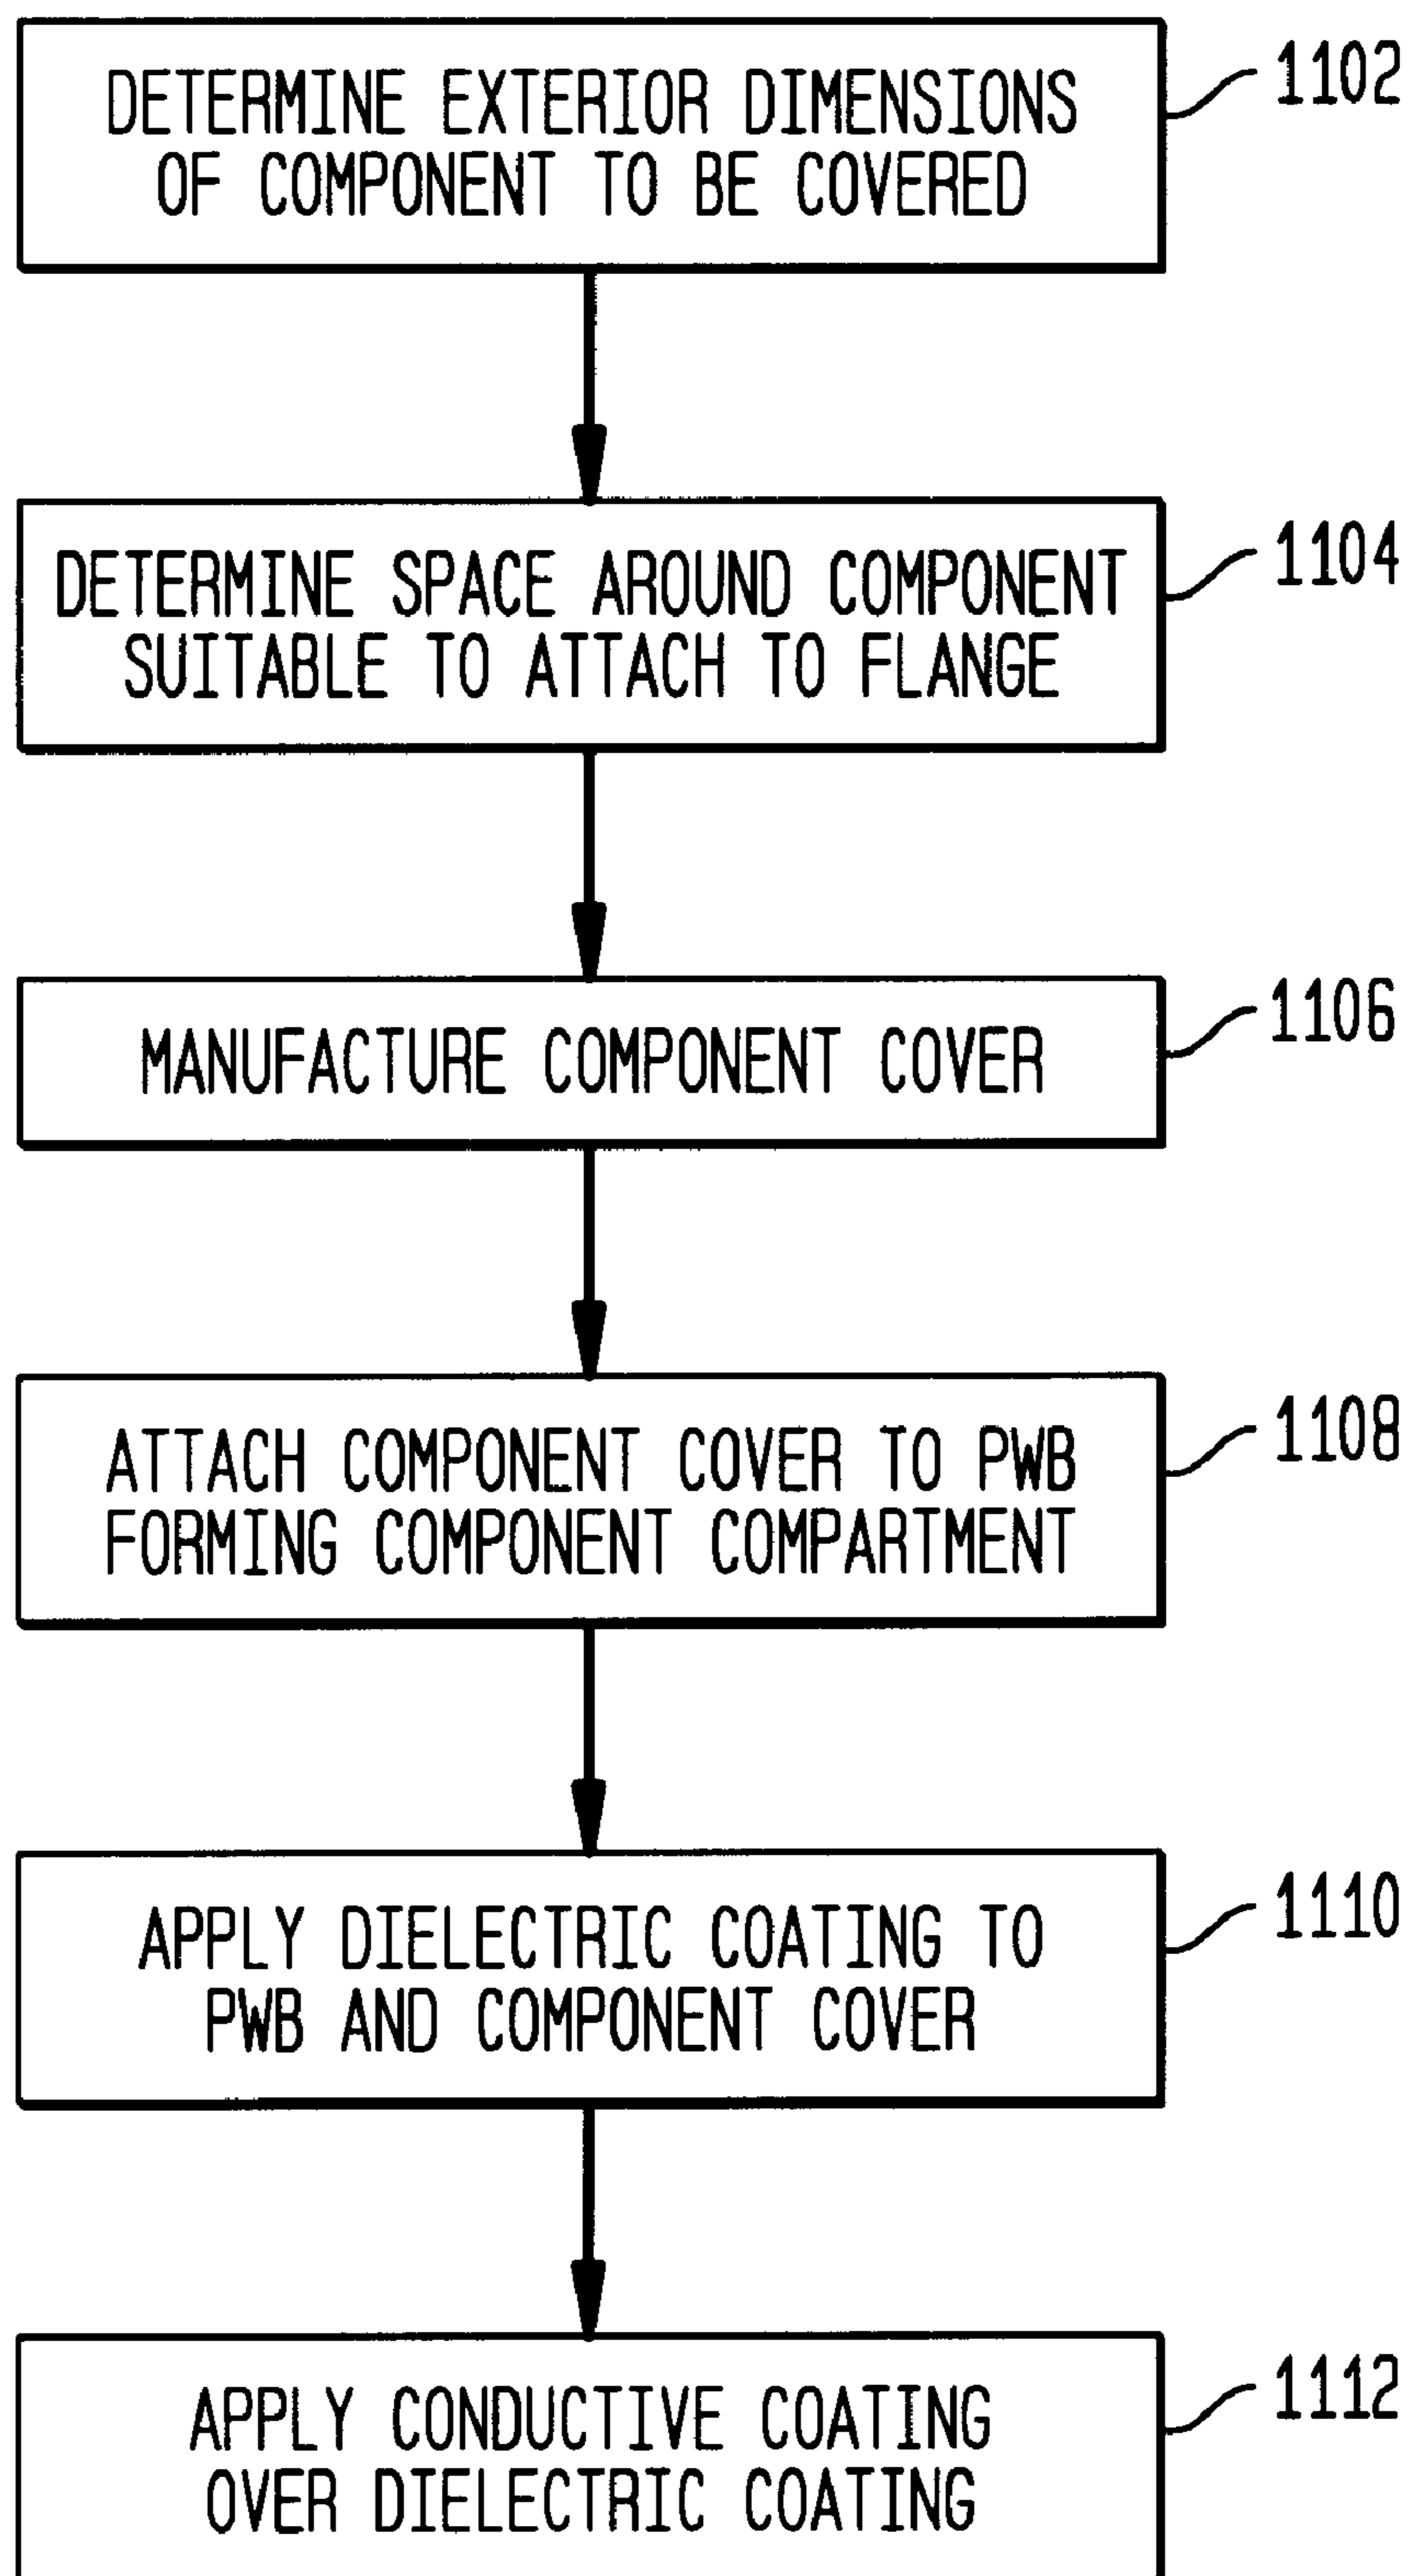 DETERMINE EXTERIOR DIMENSIONS
OF COMPONENT TO BE COVERED
1102
DETERMINE SPACE AROUND COMPONENT
SUITABLE TO ATTACH TO FLANGE
1104
MANUFACTURE COMPONENT COVER
1106
ATTACH COMPONENT COVER TO PWB
FORMING COMPONENT COMPARTMENT
1108
APPLY DIELECTRIC COATING TO
PWB AND COMPONENT COVER
1110
APPLY CONDUCTIVE COATING
OVER DIELECTRIC COATING
1112